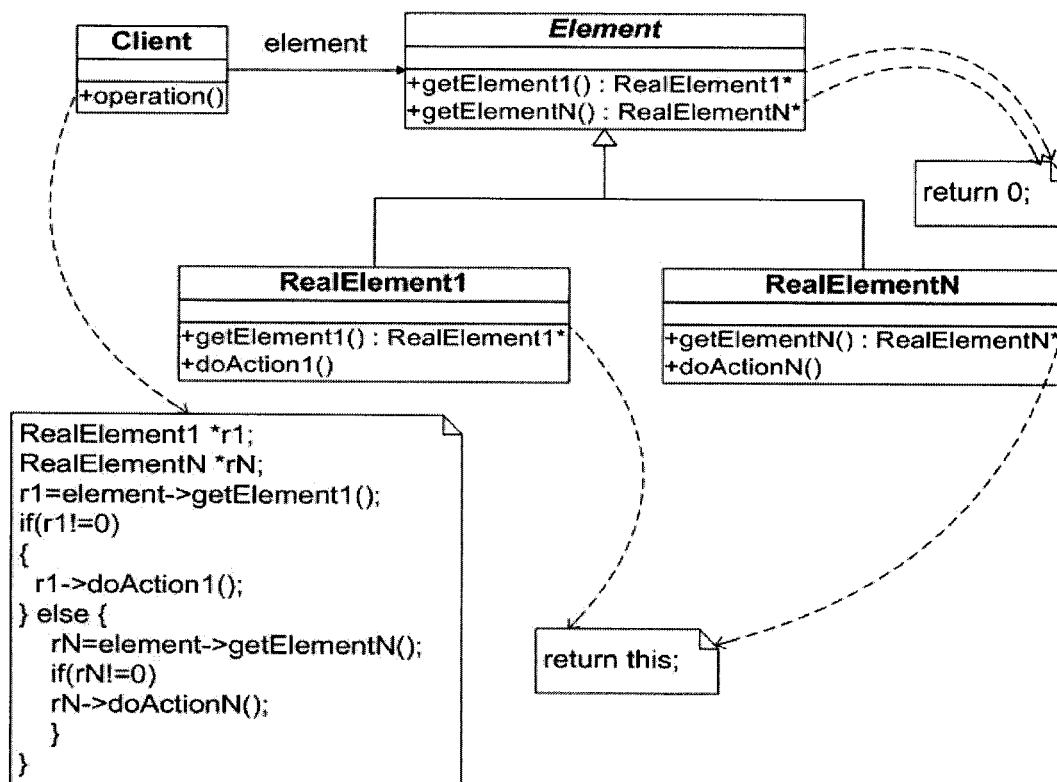 Client
+operation()
element
Element
+getElement1() : RealElement1*
+getElementN() : RealElementN*
return 0;
RealElement1
+getElement1() : RealElement1*
+doAction1()
RealElementN
+getElementN() : RealElementN*
+doActionN()
RealElement1 *r1;
RealElementN *rN;
r1=element->getElement1();
if(r1!=0)
{
r1->doAction1();
} else {
rN=element->getElementN();
if(rN!=0)
rN->doActionN();
}
}
return this;